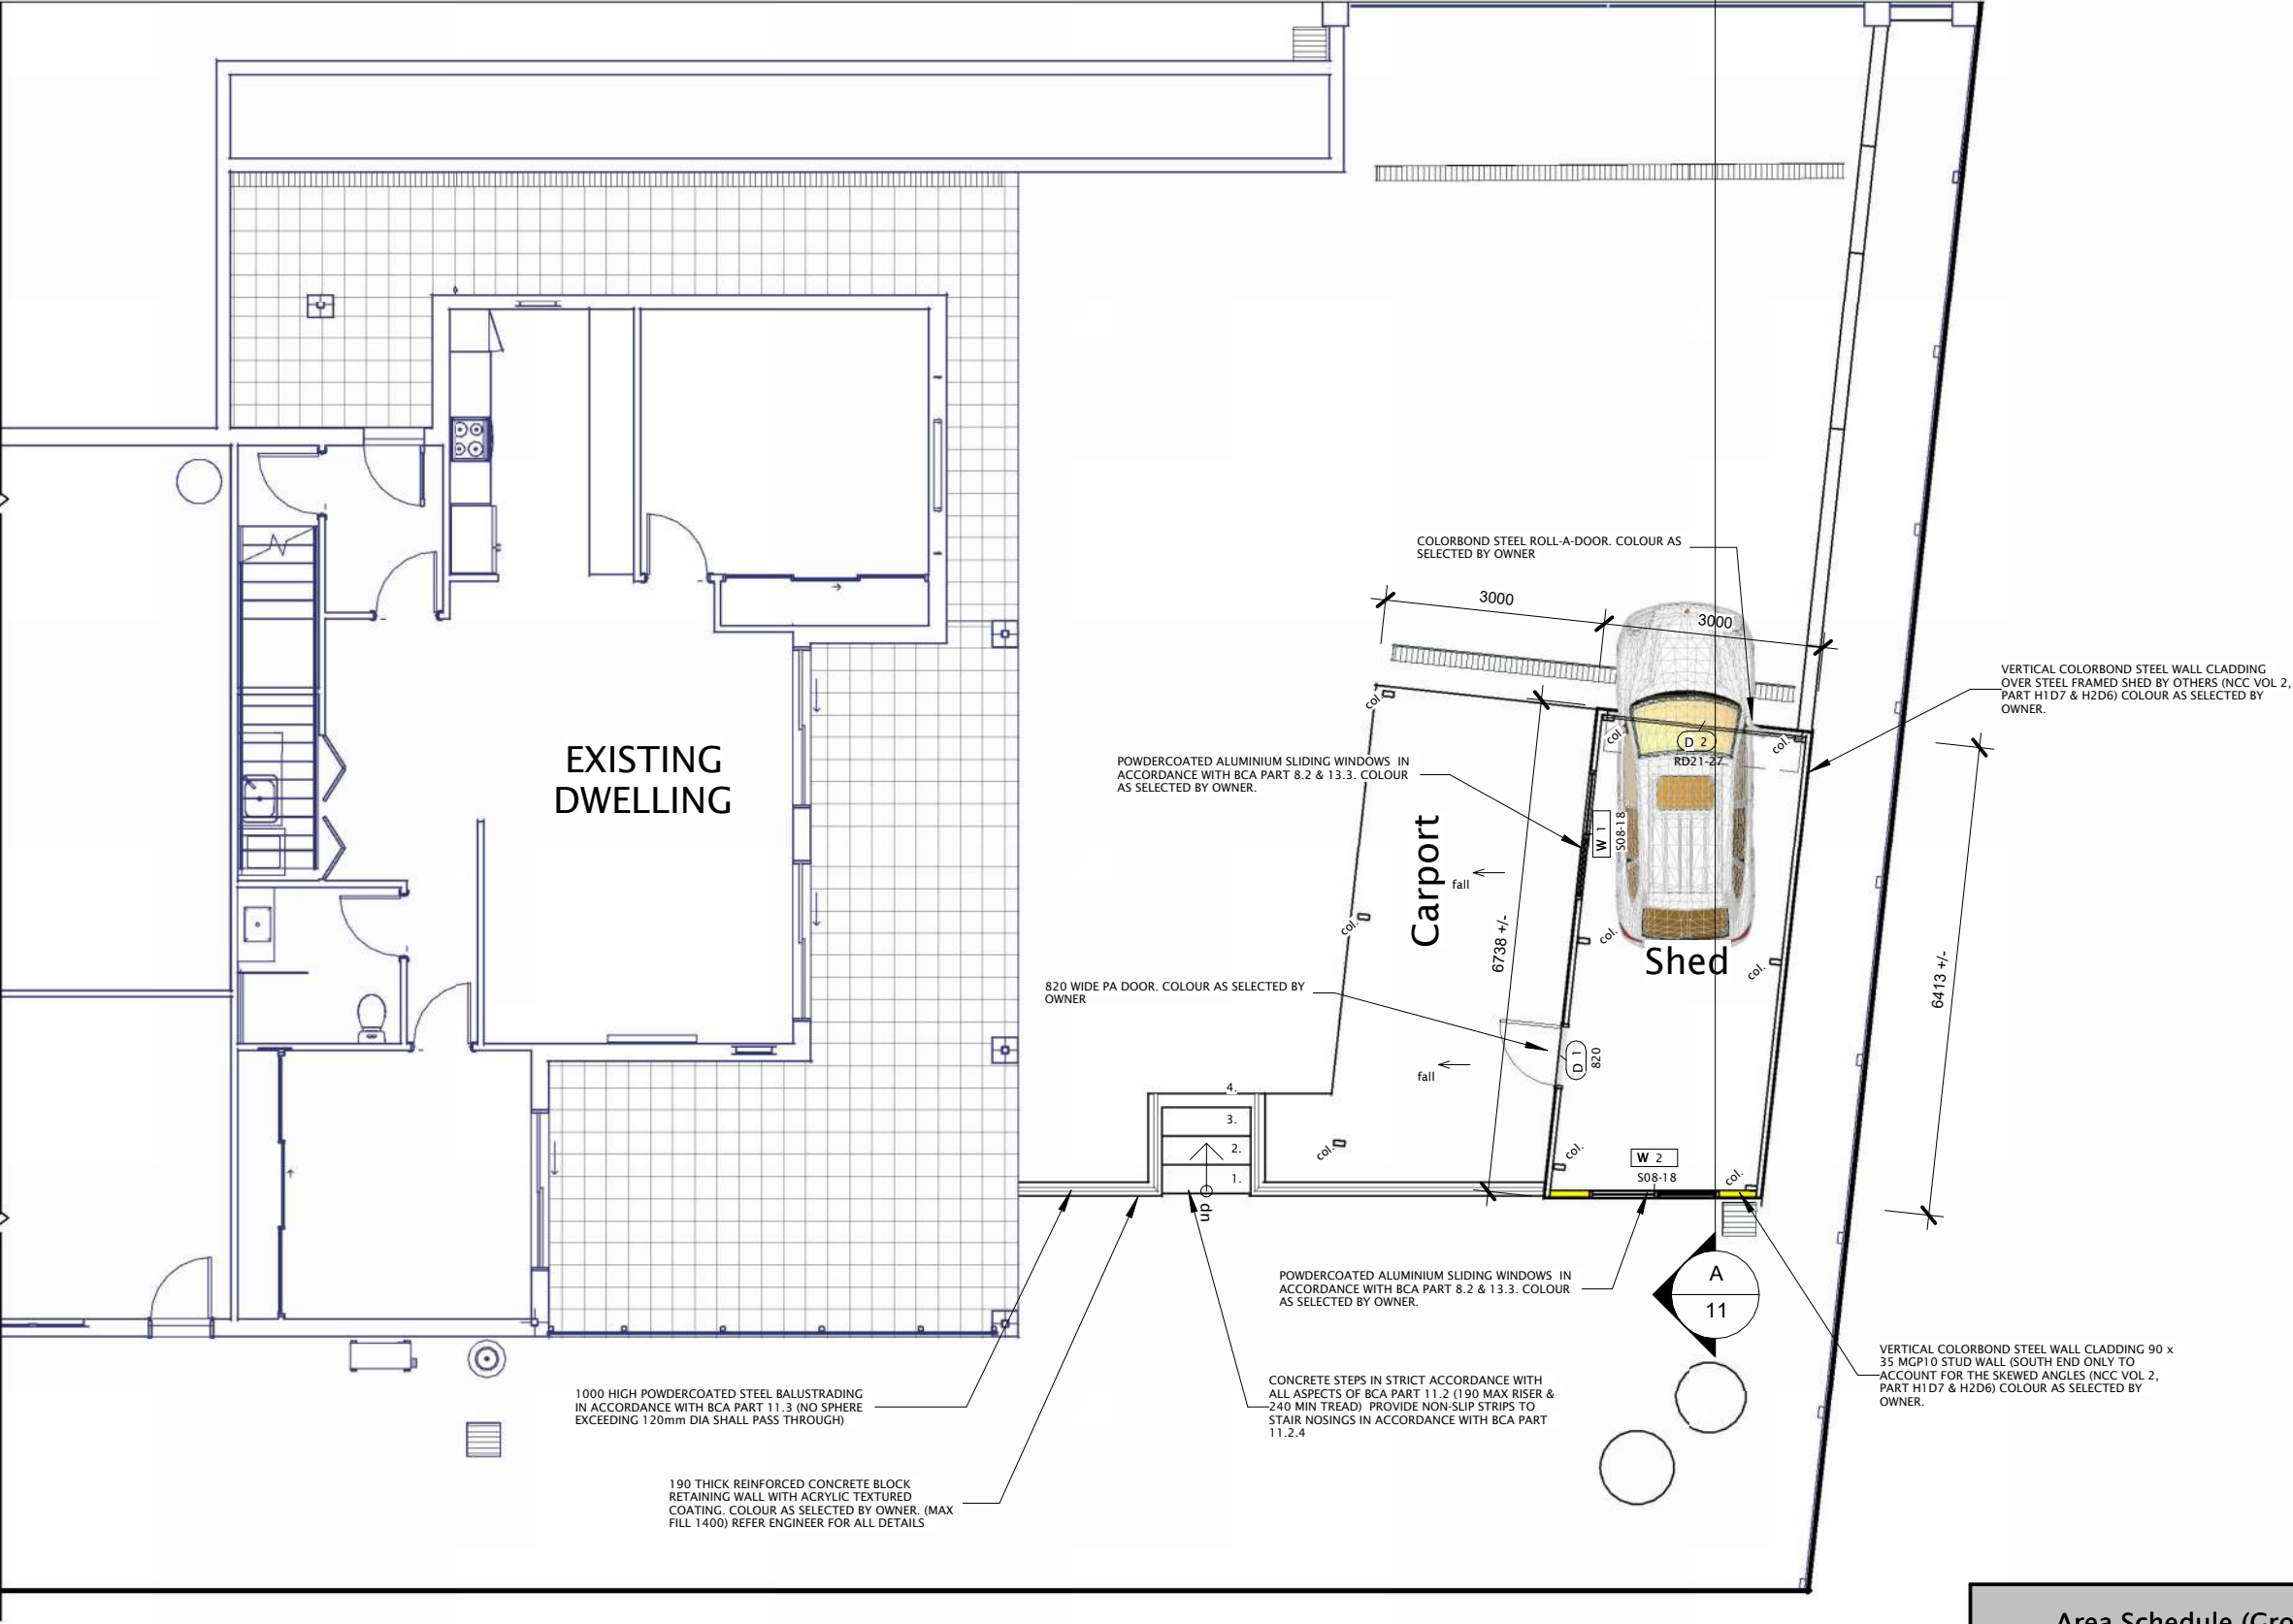 COLORBOND STEEL ROLL-A-DOOR. COLOUR AS
SELECTED BY OWNER
3000
3000
VERTICAL COLORBOND STEEL WALL CLADDING
OVER STEEL FRAMED SHED BY OTHERS (NCC VOL 2,
PART H1D7 & H2D6) COLOUR AS SELECTED BY
OWNER.
col.
col.
col.
D 2
RD21-27
EXISTING
DWELLING
POWDERCOATED ALUMINIUM SLIDING WINDOWS IN
ACCORDANCE WITH BCA PART 8.2 & 13.3. COLOUR
AS SELECTED BY OWNER.
W 1
S08-18
Carport
fall
col.
col.
6738 +/-
Shed
col.
6413 +/-
820 WIDE PA DOOR. COLOUR AS SELECTED BY
OWNER
D 1
820
fall
4.
3.
2.
1.
dn
col.
col.
W 2
S08-18
col.
POWDERCOATED ALUMINIUM SLIDING WINDOWS IN
ACCORDANCE WITH BCA PART 8.2 & 13.3. COLOUR
AS SELECTED BY OWNER.
A
11
VERTICAL COLORBOND STEEL WALL CLADDING 90 x
35 MGP10 STUD WALL (SOUTH END ONLY TO
ACCOUNT FOR THE SKEWED ANGLES (NCC VOL 2,
PART H1D7 & H2D6) COLOUR AS SELECTED BY
OWNER.
1000 HIGH POWDERCOATED STEEL BALUSTRADING
IN ACCORDANCE WITH BCA PART 11.3 (NO SPHERE
EXCEEDING 120mm DIA SHALL PASS THROUGH)
CONCRETE STEPS IN STRICT ACCORDANCE WITH
ALL ASPECTS OF BCA PART 11.2 (190 MAX RISER &
240 MIN TREAD) PROVIDE NON-SLIP STRIPS TO
STAIR NOSINGS IN ACCORDANCE WITH BCA PART
11.2.4
190 THICK REINFORCED CONCRETE BLOCK
RETAINING WALL WITH ACRYLIC TEXTURED
COATING. COLOUR AS SELECTED BY OWNER. (MAX
FILL 1400) REFER ENGINEER FOR ALL DETAILS
Area Schedule (Gro